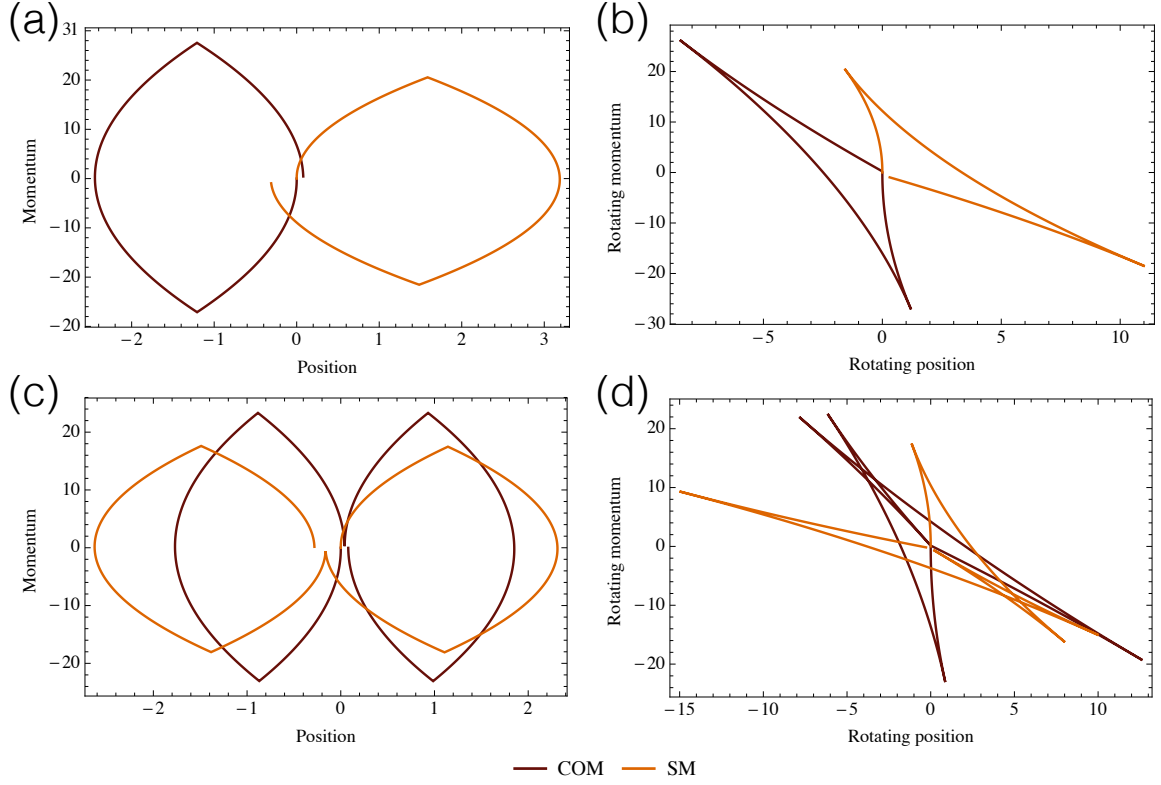 (a)
31
20
10
0
−10
−20
Momentum
−2 −1 0 1 2 3
Position
(b)
20
10
0
−10
−20
−30
Rotating momentum
−5 0 5 10
Rotating position
(c)
20
10
0
−10
−20
Momentum
−2 −1 0 1 2
Position
(d)
20
10
0
−10
−20
Rotating momentum
−15 −10 −5 0 5 10
Rotating position
COM SM